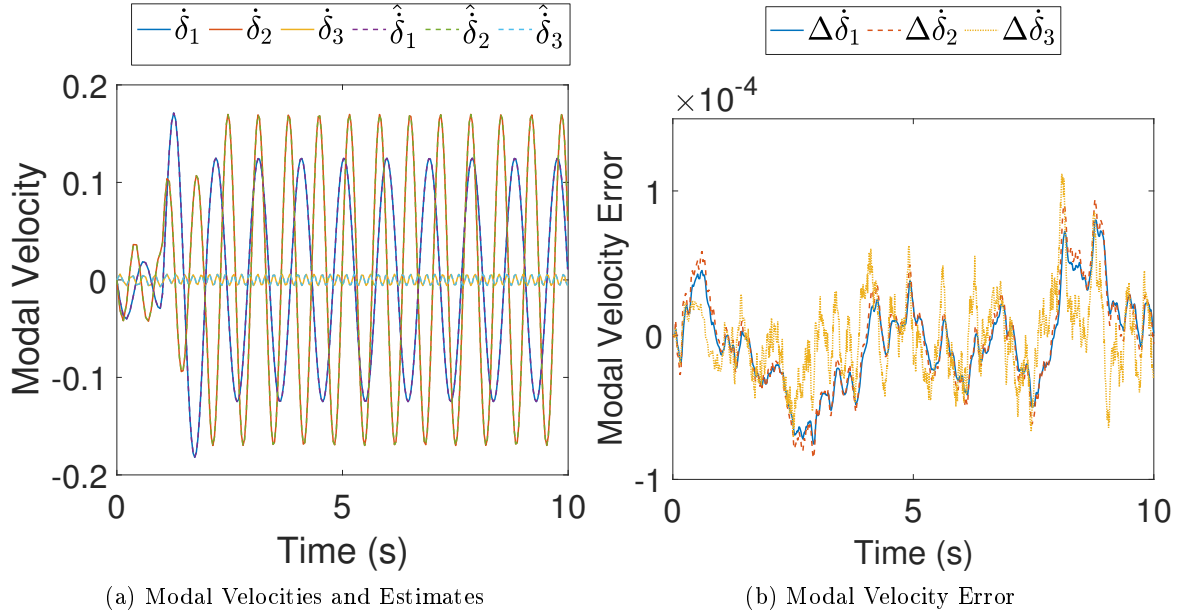 δ̇₁ δ̇₂ δ̇₃ δ̇̂₁ δ̇̂₂ δ̇̂₃
0.2
0.1
0
-0.1
-0.2
0 5 10
Modal Velocity
Time (s)
(a) Modal Velocities and Estimates
Δδ̇₁ Δδ̇₂ Δδ̇₃
×10⁻⁴
1
0
-1
0 5 10
Modal Velocity Error
Time (s)
(b) Modal Velocity Error